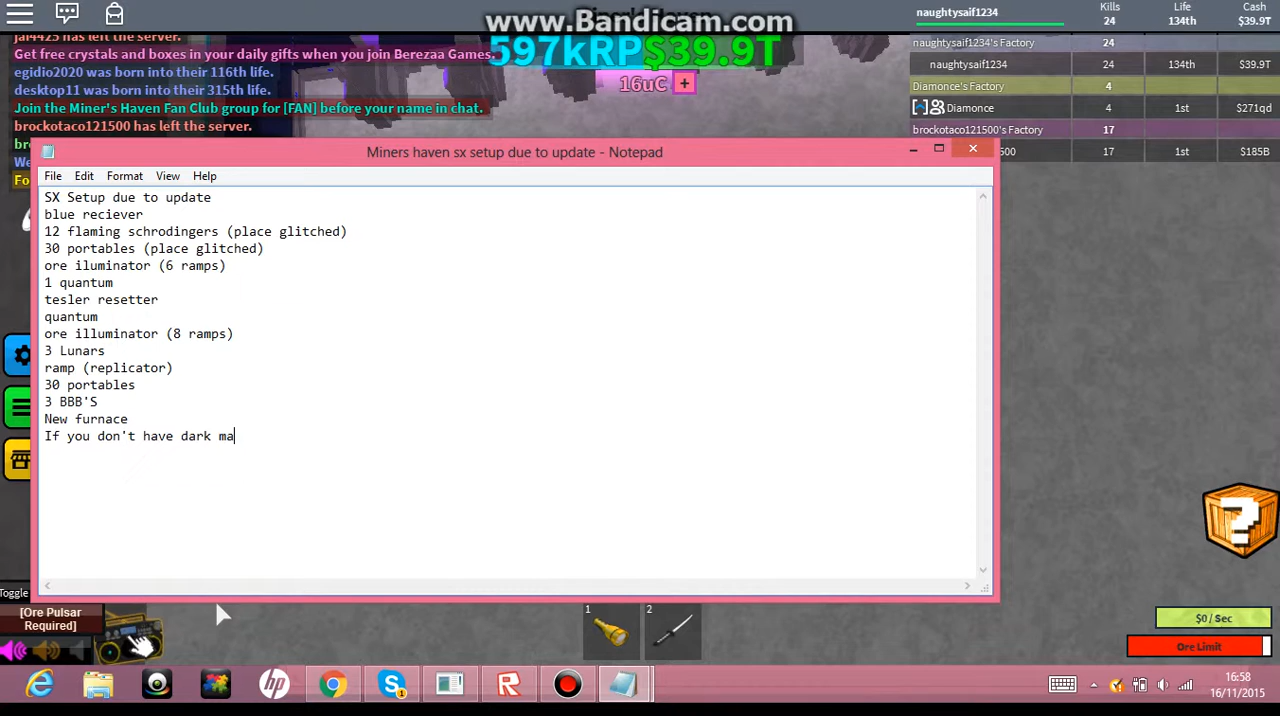 www.Bandicam.com
jaf4425 has left the server.
Get free crystals and boxes in your daily gifts when you join Berezaa Games.
egidio2020 was born into their 116th life.
desktop11 was born into their 315th life.
Join the Miner's Haven Fan Club group for [FAN] before your name in chat.
brockotaco121500 has left the server.
597kRP $39.9T
16uC +
naughtysaif1234
Kills Life Cash
24 134th $39.9T
naughtysaif1234's Factory 24
naughtysaif1234 24 134th $39.9T
Diamonce's Factory 4
Diamonce 4 1st $271qd
brockotaco121500's Factory 17
500 17 1st $185B
Miners haven sx setup due to update - Notepad
File Edit Format View Help
SX Setup due to update
blue reciever
12 flaming schrodingers (place glitched)
30 portables (place glitched)
ore iluminator (6 ramps)
1 quantum
tesler resetter
quantum
ore illuminator (8 ramps)
3 Lunars
ramp (replicator)
30 portables
3 BBB'S
New furnace
If you don't have dark ma
Toggle
[Ore Pulsar
Required]
1 2
$0 / Sec
Ore Limit
16:58
16/11/2015